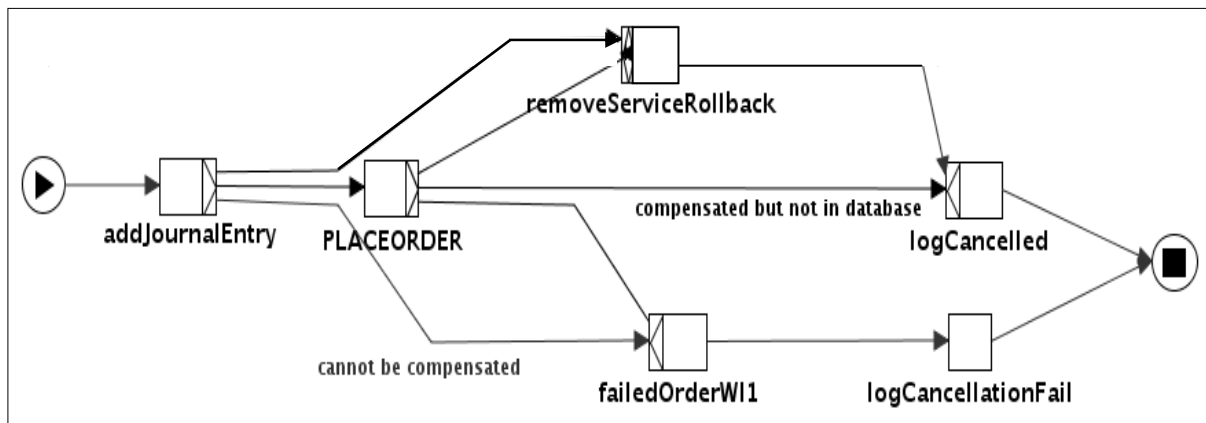 removeServiceRollback
addJournalEntry
PLACEORDER
compensated but not in database
logCancelled
cannot be compensated
failedOrderWI1
logCancellationFail